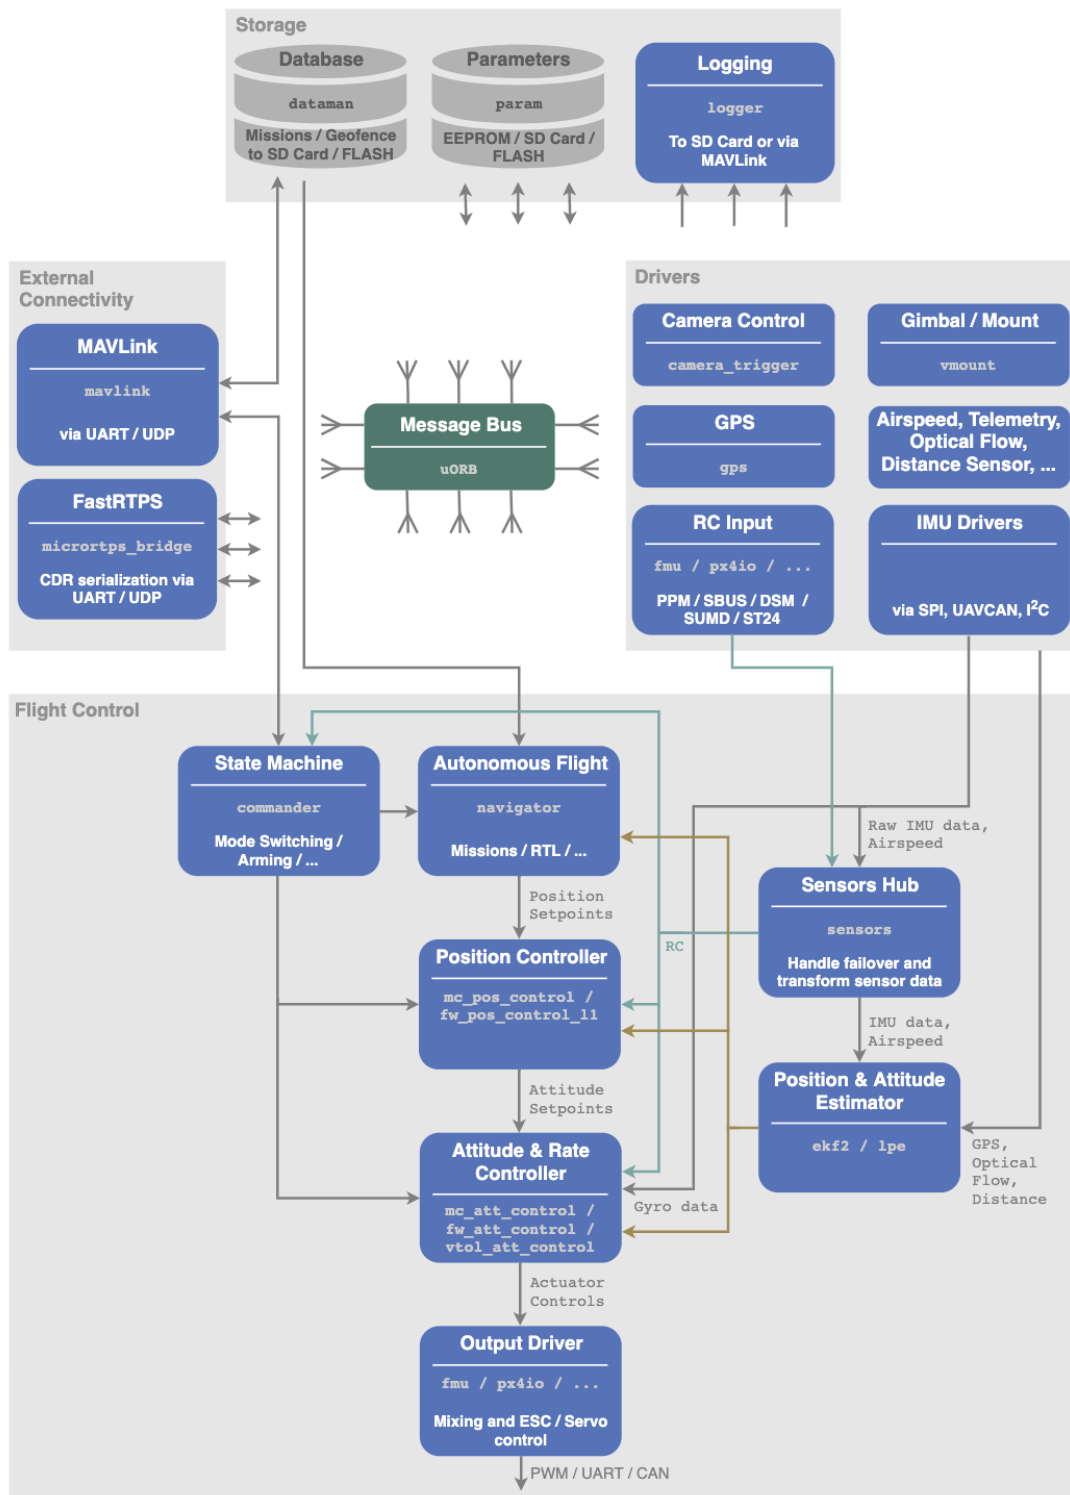 Storage
Database
dataman
Missions / Geofence
to SD Card / FLASH
Parameters
param
EEPROM / SD Card /
FLASH
Logging
logger
To SD Card or via
MAVLink
External
Connectivity
MAVLink
mavlink
via UART / UDP
FastRTPS
micrortps_bridge
CDR serialization via
UART / UDP
Message Bus
uORB
Drivers
Camera Control
camera_trigger
Gimbal / Mount
vmount
GPS
gps
Airspeed, Telemetry,
Optical Flow,
Distance Sensor, ...
RC Input
fmu / px4io / ...
PPM / SBUS / DSM /
SUMD / ST24
IMU Drivers
via SPI, UAVCAN, I²C
Flight Control
State Machine
commander
Mode Switching /
Arming / ...
Autonomous Flight
navigator
Missions / RTL / ...
Raw IMU data,
Airspeed
Sensors Hub
sensors
Handle failover and
transform sensor data
Position
Setpoints
RC
Position Controller
mc_pos_control /
fw_pos_control_l1
IMU data,
Airspeed
Position & Attitude
Estimator
ekf2 / lpe
Attitude
Setpoints
GPS,
Optical
Flow,
Distance
Attitude & Rate
Controller
mc_att_control /
fw_att_control /
vtol_att_control
Gyro data
Actuator
Controls
Output Driver
fmu / px4io / ...
Mixing and ESC / Servo
control
PWM / UART / CAN